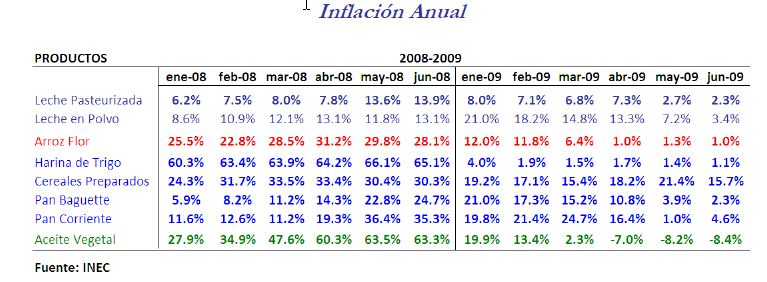 Inflación Anual
PRODUCTOS 2008-2009
ene-08 feb-08 mar-08 abr-08 may-08 jun-08 ene-09 feb-09 mar-09 abr-09 may-09 jun-09
Leche Pasteurizada 6.2% 7.5% 8.0% 7.8% 13.6% 13.9% 8.0% 7.1% 6.8% 7.3% 2.7% 2.3%
Leche en Polvo 8.6% 10.9% 12.1% 13.1% 11.8% 13.1% 21.0% 18.2% 14.8% 13.3% 7.2% 3.4%
Arroz Flor 25.5% 22.8% 28.5% 31.2% 29.8% 28.1% 12.0% 11.8% 6.4% 1.0% 1.3% 1.0%
Harina de Trigo 60.3% 63.4% 63.9% 64.2% 66.1% 65.1% 4.0% 1.9% 1.5% 1.7% 1.4% 1.1%
Cereales Preparados 24.3% 31.7% 33.5% 33.4% 30.4% 30.3% 19.2% 17.1% 15.4% 18.2% 21.4% 15.7%
Pan Baguette 5.9% 8.2% 11.2% 14.3% 22.8% 24.7% 21.0% 17.3% 15.2% 10.8% 3.9% 2.3%
Pan Corriente 11.6% 12.6% 11.2% 19.3% 36.4% 35.3% 19.8% 21.4% 24.7% 16.4% 1.0% 4.6%
Aceite Vegetal 27.9% 34.9% 47.6% 60.3% 63.5% 63.3% 19.9% 13.4% 2.3% -7.0% -8.2% -8.4%
Fuente: INEC